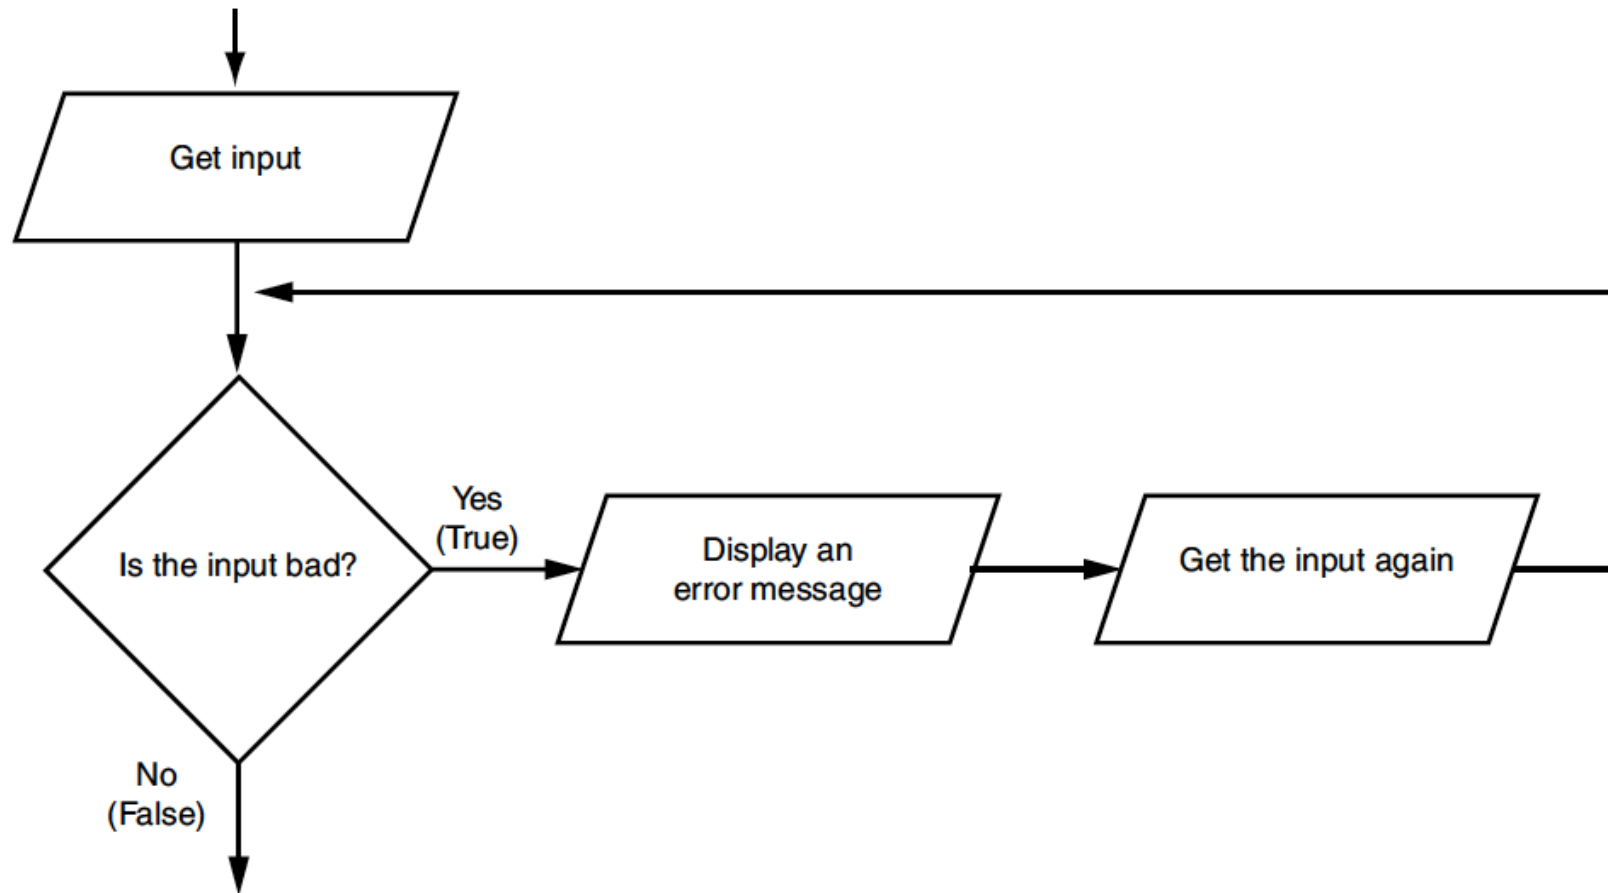 Get input
Is the input bad?
Yes
(True)
Display an
error message
Get the input again
No
(False)